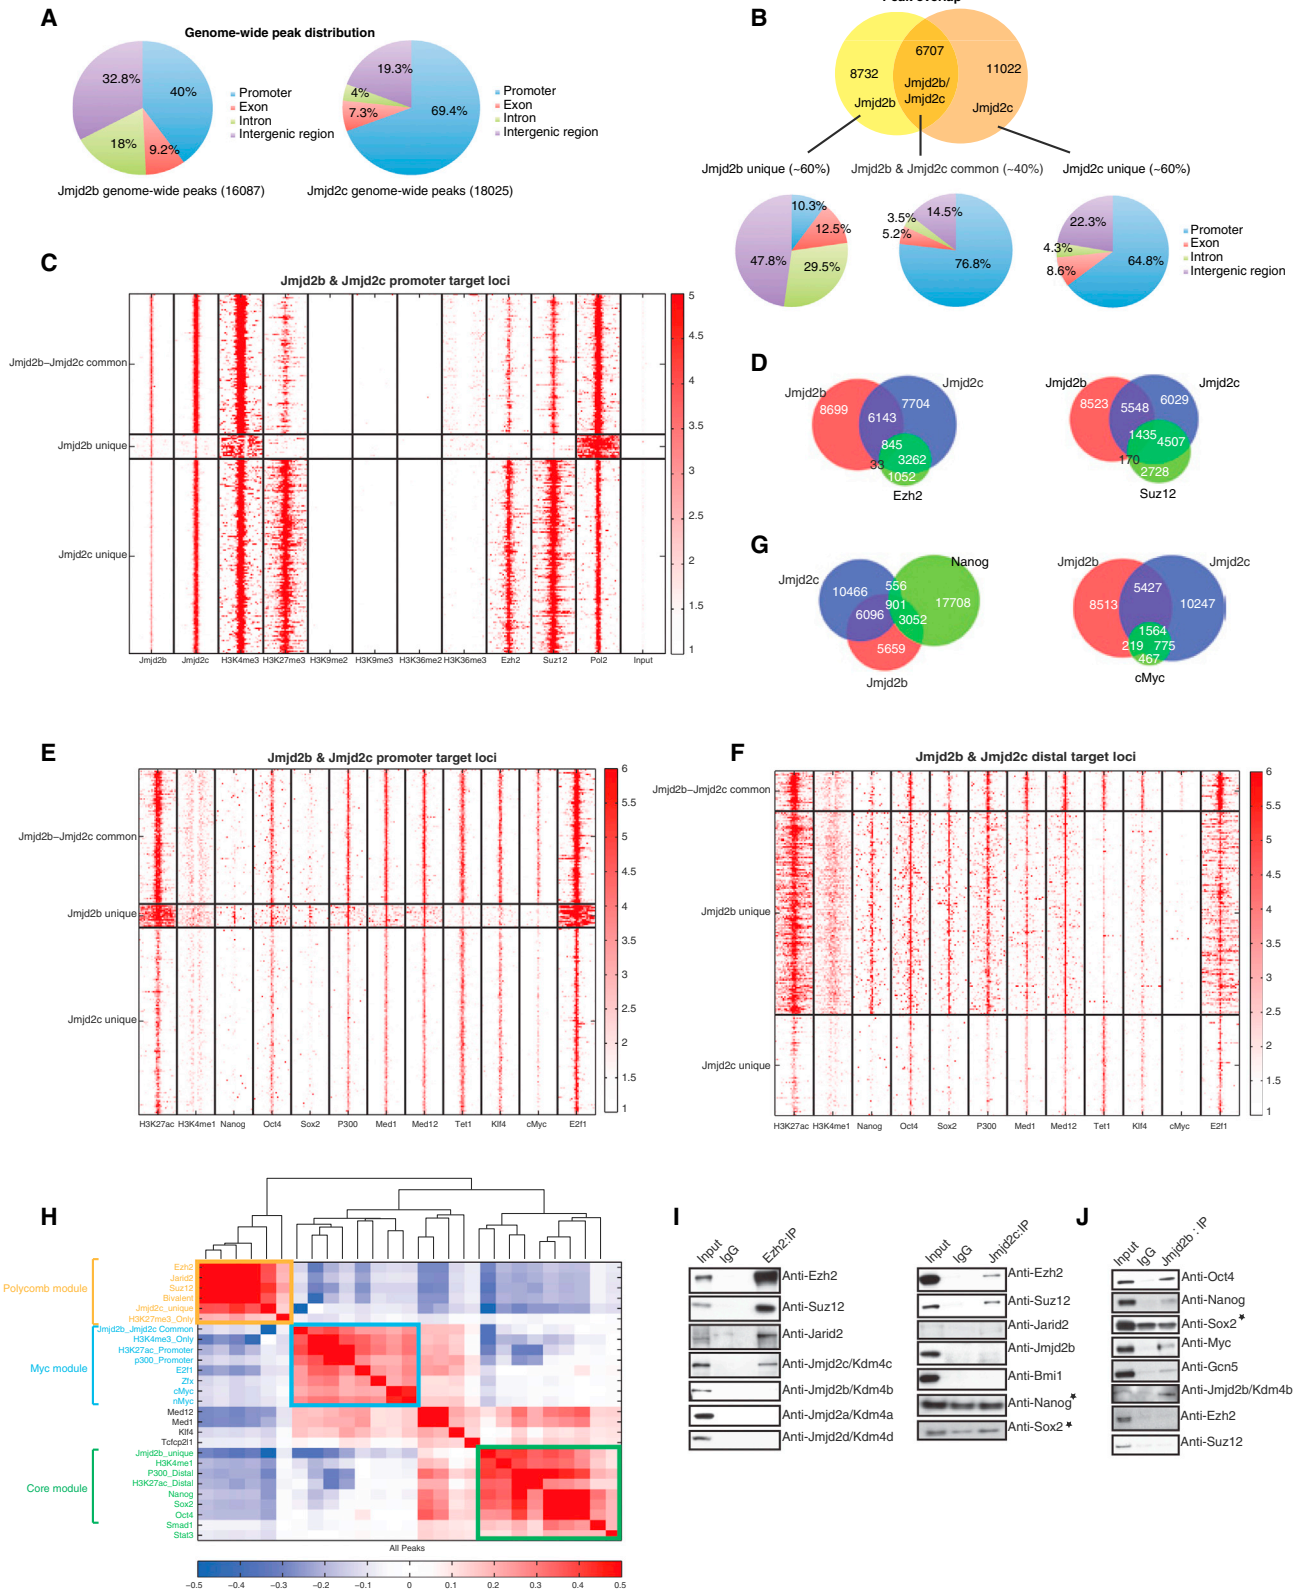 A
Genome-wide peak distribution
32.8%
40%
18%
9.2%
Promoter
Exon
Intron
Intergenic region
Jmjd2b genome-wide peaks (16087)
19.3%
4%
7.3%
69.4%
Promoter
Exon
Intron
Intergenic region
Jmjd2c genome-wide peaks (18025)
B
6707
8732
11022
Jmjd2b
Jmjd2b/
Jmjd2c
Jmjd2c
Jmjd2b unique (~60%)
Jmjd2b & Jmjd2c common (~40%)
Jmjd2c unique (~60%)
10.3%
12.5%
29.5%
47.8%
3.5%
14.5%
5.2%
76.8%
22.3%
4.3%
8.6%
64.8%
Promoter
Exon
Intron
Intergenic region
C
Jmjd2b & Jmjd2c promoter target loci
Jmjd2b–Jmjd2c common
Jmjd2b unique
Jmjd2c unique
Jmjd2b Jmjd2c H3K4me3 H3K27me3 H3K9me2 H3K9me3 H3K36me2 H3K36me3 Ezh2 Suz12 Pol2 Input
5
4.5
4
3.5
3
2.5
2
1.5
1
D
Jmjd2b
Jmjd2c
8699
7704
6143
845
33
3262
1052
Ezh2
Jmjd2b
Jmjd2c
8523
6029
5548
1435
4507
170
2728
Suz12
G
Nanog
Jmjd2c
10466
556
17708
901
6096
3052
5659
Jmjd2b
Jmjd2b
Jmjd2c
5427
8513
10247
1564
219
775
467
cMyc
E
Jmjd2b & Jmjd2c promoter target loci
Jmjd2b–Jmjd2c common
Jmjd2b unique
Jmjd2c unique
H3K27ac H3K4me1 Nanog Oct4 Sox2 P300 Med1 Med12 Tet1 Klf4 cMyc E2f1
6
5.5
5
4.5
4
3.5
3
2.5
2
1.5
1
F
Jmjd2b & Jmjd2c distal target loci
Jmjd2b–Jmjd2c common
Jmjd2b unique
Jmjd2c unique
H3K27ac H3K4me1 Nanog Oct4 Sox2 P300 Med1 Med12 Tet1 Klf4 cMyc E2f1
6
5.5
5
4.5
4
3.5
3
2.5
2
1.5
1
H
Polycomb module
Ezh2
Jarid2
Suz12
Bivalent
Jmjd2c_unique
H3K27me3_Only
Myc module
Jmjd2b_Jmjd2c Common
H3K4me3_Only
H3K27ac_Promoter
p300_Promoter
E2f1
Zfx
cMyc
nMyc
Med12
Med1
Klf4
Tcfcp2l1
Core module
Jmjd2b_unique
H3K4me1
P300_Distal
H3K27ac_Distal
Nanog
Sox2
Oct4
Smad1
Stat3
All Peaks
−0.5 −0.4 −0.3 −0.2 −0.1 0 0.1 0.2 0.3 0.4 0.5
I
Input
IgG
Ezh2:IP
Anti-Ezh2
Anti-Suz12
Anti-Jarid2
Anti-Jmjd2c/Kdm4c
Anti-Jmjd2b/Kdm4b
Anti-Jmjd2a/Kdm4a
Anti-Jmjd2d/Kdm4d
Input
IgG
Jmjd2c:IP
Anti-Ezh2
Anti-Suz12
Anti-Jarid2
Anti-Jmjd2b
Anti-Bmi1
Anti-Nanog*
Anti-Sox2*
J
Input
IgG
Jmjd2b : IP
Anti-Oct4
Anti-Nanog
Anti-Sox2*
Anti-Myc
Anti-Gcn5
Anti-Jmjd2b/Kdm4b
Anti-Ezh2
Anti-Suz12